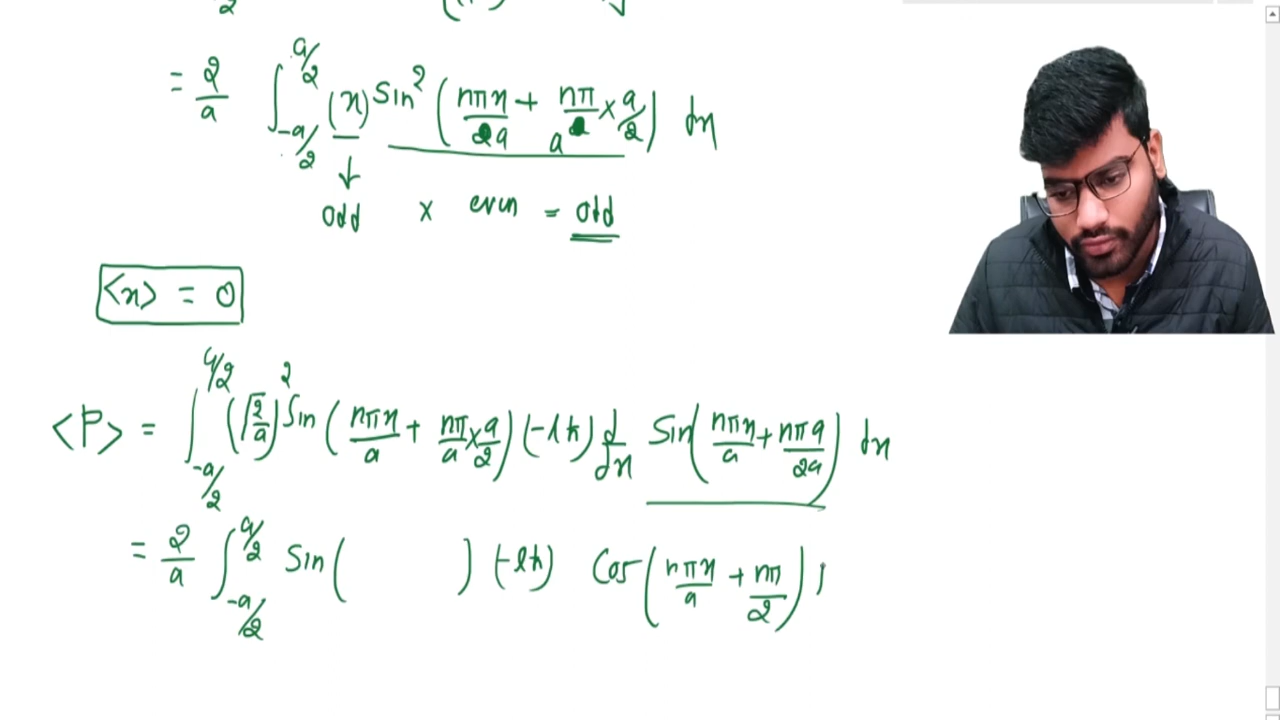 = 2/a ∫_{-a/2}^{a/2} (x) Sin² (nπx/a + nπ/a × a/2) dx
↓
odd × even = odd
<x> = 0
<P> = ∫_{-a/2}^{a/2} (√(2/a))² Sin (nπx/a + nπ/a × a/2) (-iħ) d/dx Sin (nπx/a + nπa/2a) dx
= 2/a ∫_{-a/2}^{a/2} Sin ( ) (-iħ) Cos (nπx/a + nπ/2)